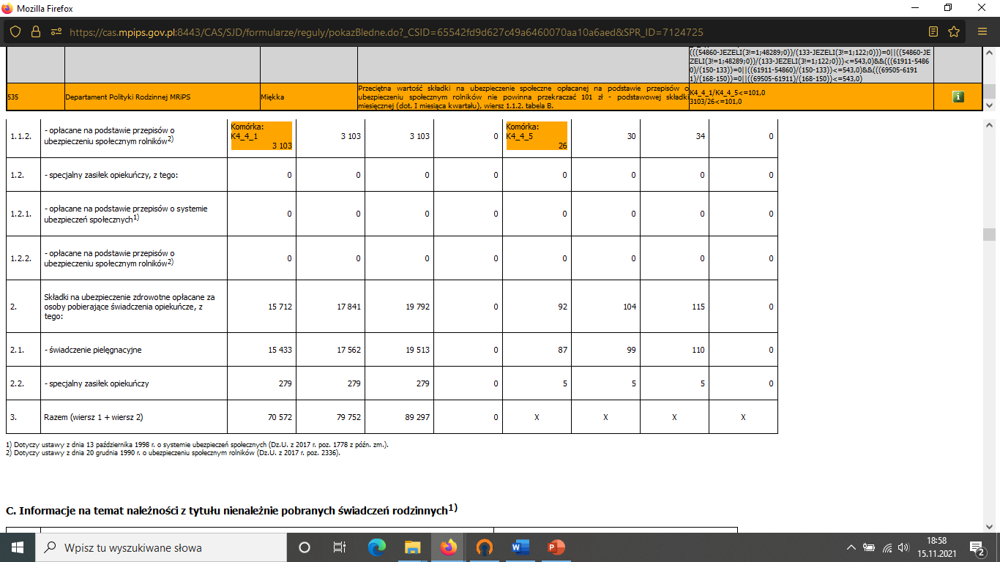 Mozilla Firefox
https://cas.mpips.gov.pl:8443/CAS/SJD/formularze/reguly/pokazBledne.do?_CSID=65542fd9d627c49a6460070aa10a6aed&SPR_ID=7124725
(((54860-JEZELI(3!=1;48289;0))/(133-JEZELI(3!=1;122;0)))=0||((54860-JE
ZELI(3!=1;48289;0))/(133-JEZELI(3!=1;122;0)))<=543,0)&&(((61911-5486
0)/(150-133))=0||((61911-54860)/(150-133))<=543,0)&&(((69505-6191
1)/(168-150))=0||((69505-61911)/(168-150))<=543,0)
535 Departament Polityki Rodzinnej MRiPS Miękka
Przeciętna wartość składki na ubezpieczenie społeczne opłacanej na podstawie przepisów o
ubezpieczeniu społecznym rolników nie powinna przekraczać 101 zł - podstawowej składki
miesięcznej (dot. I miesiąca kwartału), wiersz 1.1.2. tabela B.
K4_4_1/K4_4_5<=101,0
3103/26<=101,0
1.1.2. - opłacane na podstawie przepisów o
ubezpieczeniu społecznym rolników2)
Komórka:
K4_4_1
3 103
3 103 3 103 0
Komórka:
K4_4_5
26
30 34 0
1.2. - specjalny zasiłek opiekuńczy, z tego: 0 0 0 0 0 0 0 0
1.2.1. - opłacane na podstawie przepisów o systemie
ubezpieczeń społecznych1) 0 0 0 0 0 0 0 0
1.2.2. - opłacane na podstawie przepisów o
ubezpieczeniu społecznym rolników2) 0 0 0 0 0 0 0 0
2. Składki na ubezpieczenie zdrowotne opłacane za
osoby pobierające świadczenia opiekuńcze, z
tego: 15 712 17 841 19 792 0 92 104 115 0
2.1. - świadczenie pielęgnacyjne 15 433 17 562 19 513 0 87 99 110 0
2.2. - specjalny zasiłek opiekuńczy 279 279 279 0 5 5 5 0
3. Razem (wiersz 1 + wiersz 2) 70 572 79 752 89 297 0 X X X X
1) Dotyczy ustawy z dnia 13 października 1998 r. o systemie ubezpieczeń społecznych (Dz.U. z 2017 r. poz. 1778 z późn. zm.).
2) Dotyczy ustawy z dnia 20 grudnia 1990 r. o ubezpieczeniu społecznym rolników (Dz.U. z 2017 r. poz. 2336).
C. Informacje na temat należności z tytułu nienależnie pobranych świadczeń rodzinnych1)
Wpisz tu wyszukiwane słowa
18:58
15.11.2021
2